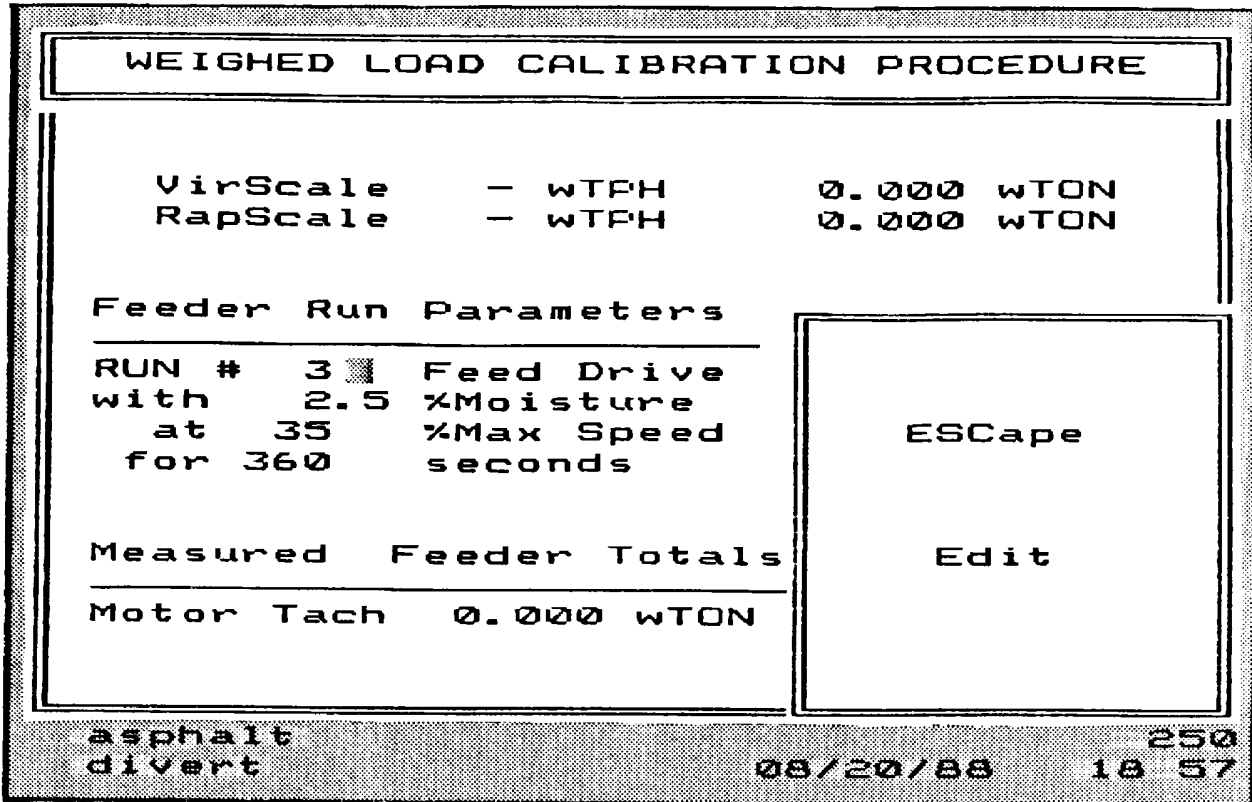 WEIGHED LOAD CALIBRATION PROCEDURE
VirScale - wTPH 0.000 wTON
RapScale - wTPH 0.000 wTON
Feeder Run Parameters
RUN # 3 Feed Drive
with 2.5 %Moisture
at 35 %Max Speed
for 360 seconds
ESCape
Measured Feeder Totals
Edit
Motor Tach 0.000 wTON
asphalt 250
divert 08/20/88 18 57